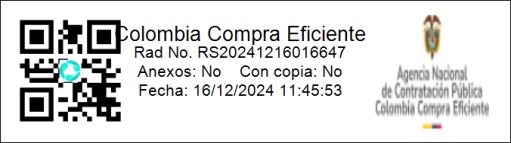 Colombia Compra Eficiente
Rad No. RS20241216016647
Anexos: No Con copia: No
Fecha: 16/12/2024 11:45:53
Agencia Nacional
de Contratación Pública
Colombia Compra Eficiente